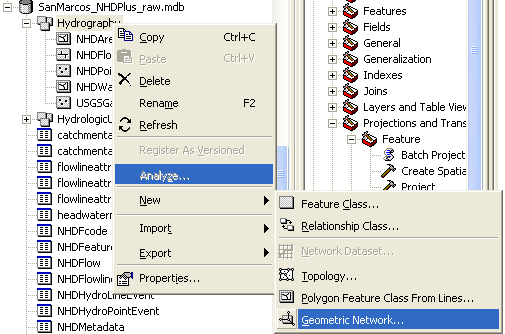 SanMarcos_NHDPlus_raw.mdb
Hydrography
NHDArea
NHDFlo
NHDPoi
NHDWa
USGSGa
HydrologicU
catchmenta
catchmenta
flowlineattr
flowlineattr
headwatern
NHDFcode
NHDFeature
NHDFlow
NHDFlowline
NHDHydroLineEvent
NHDHydroPointEvent
NHDMetadata
Copy Ctrl+C
Paste Ctrl+V
Delete
Rename F2
Refresh
Register As Versioned
Analyze...
New
Import
Export
Properties...
Feature Class...
Relationship Class...
Network Dataset...
Topology...
Polygon Feature Class From Lines...
Geometric Network...
Features
Fields
General
Generalization
Indexes
Joins
Layers and Table View
Projections and Trans
Feature
Batch Project
Create Spatia
Project